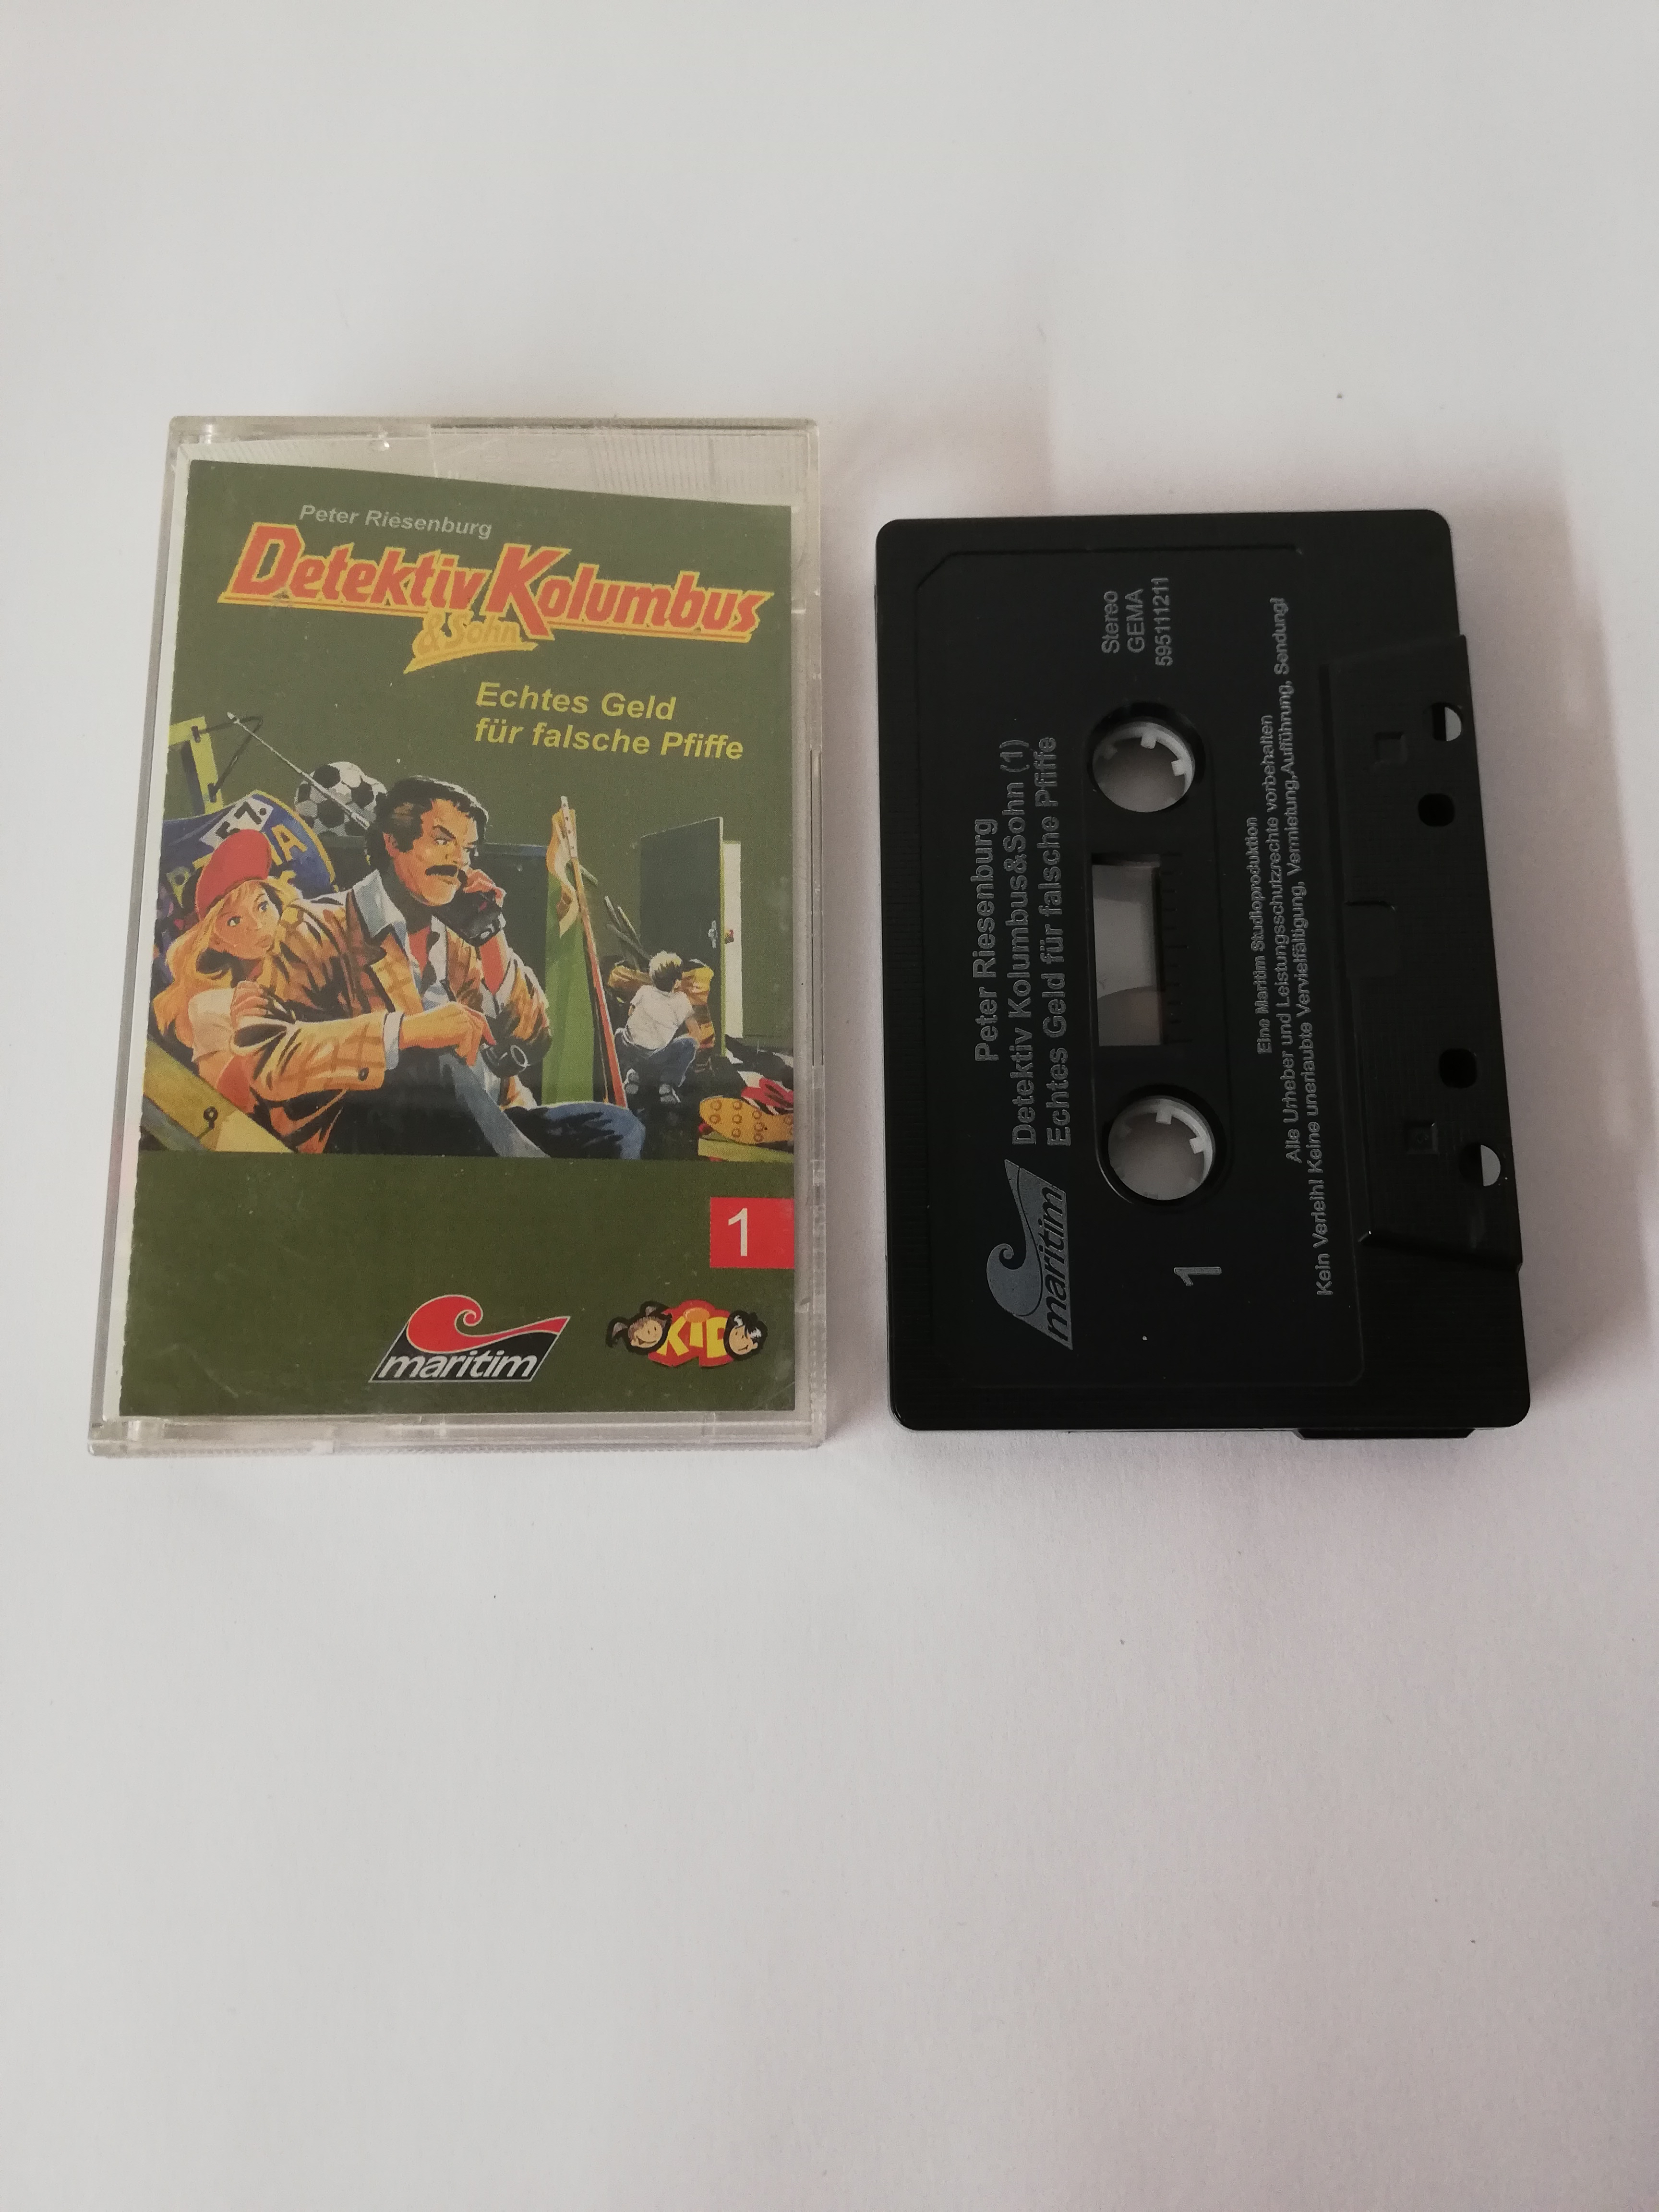 Peter Riesenburg
Detektiv Kolumbus
& Sohn
Echtes Geld
für falsche Pfiffe
57.
1
maritim
KID
Peter Riesenburg
Detektiv Kolumbus&Sohn (1)
Echtes Geld für falsche Pfiffe
maritim
Stereo
GEMA
595111211
1
Eine Maritim Studioproduktion
Alle Urheber und Leistungsschutzrechte vorbehalten
Kein Verleih! Keine unerlaubte Vervielfältigung, Vermietung,Aufführung, Sendung!